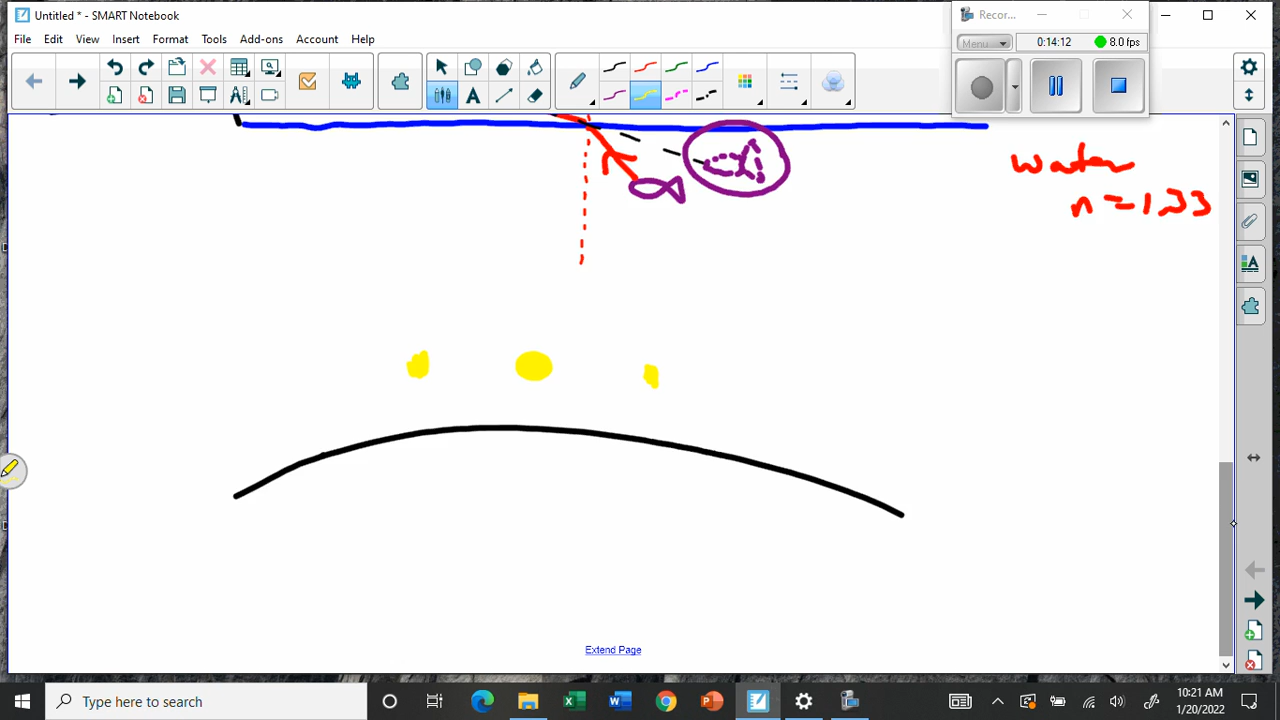 Untitled * - SMART Notebook
Recor...
File Edit View Insert Format Tools Add-ons Account Help
Menu 0:14:12 8.0 fps
water
n = 1.33
Extend Page
Type here to search
10:21 AM
1/20/2022